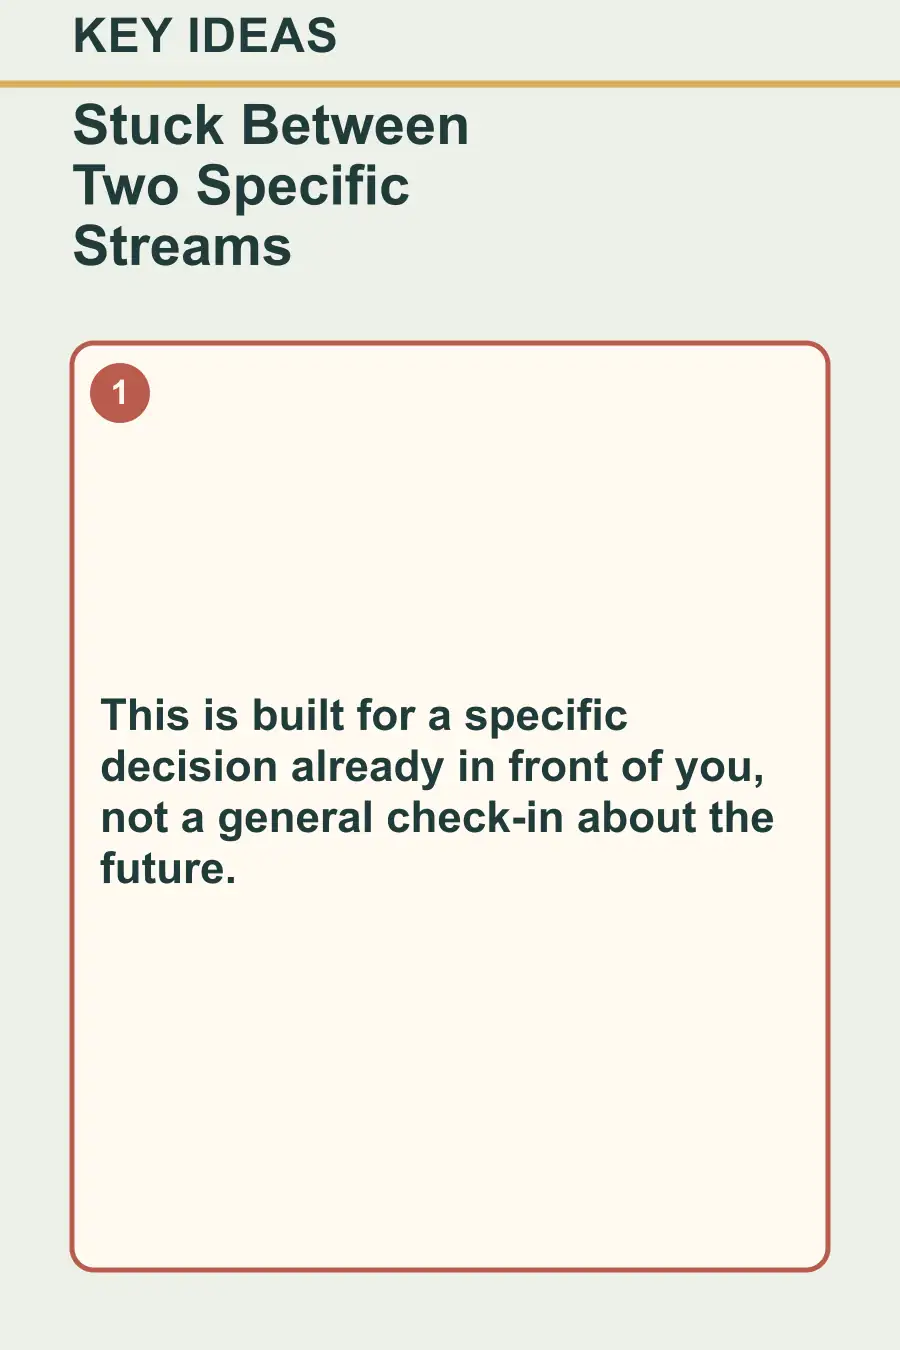 KEY IDEAS
Stuck Between
Two Specific
Streams
1
This is built for a specific
decision already in front of you,
not a general check-in about the
future.